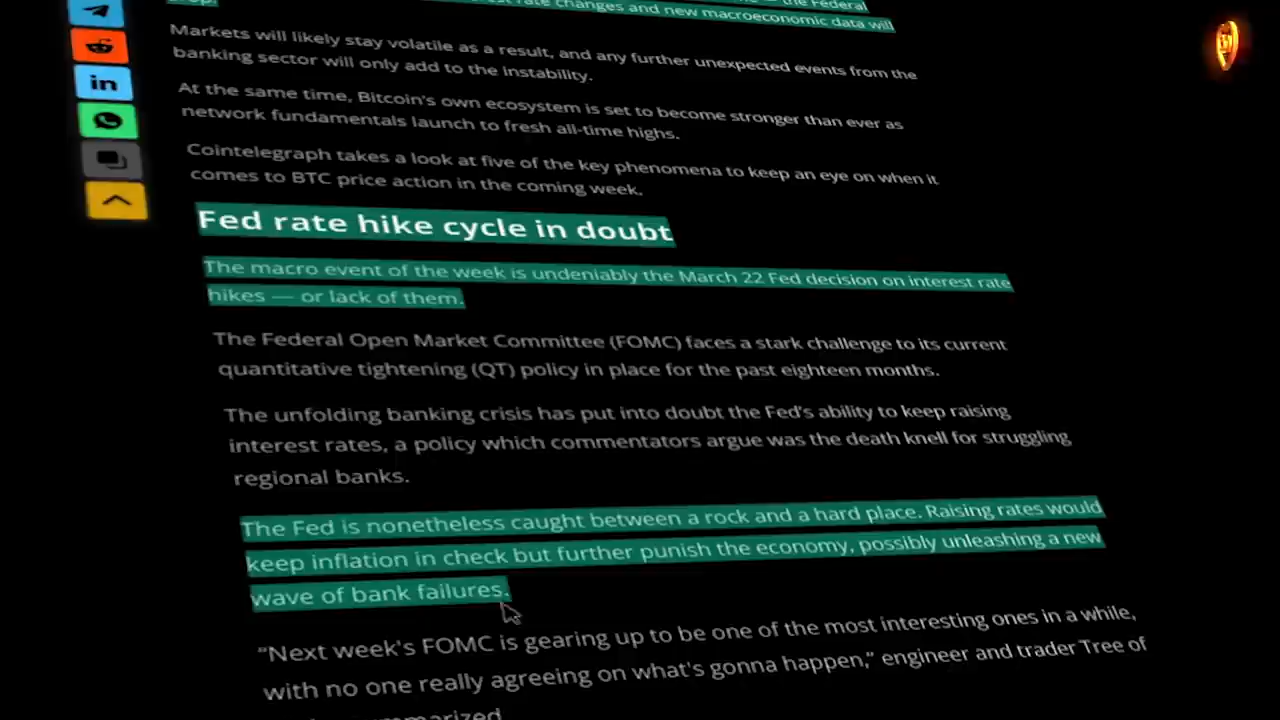 the Federal
rate changes and new macroeconomic data will
Markets will likely stay volatile as a result, and any further unexpected events from the
banking sector will only add to the instability.
At the same time, Bitcoin's own ecosystem is set to become stronger than ever as
network fundamentals launch to fresh all-time highs.
Cointelegraph takes a look at five of the key phenomena to keep an eye on when it
comes to BTC price action in the coming week.
Fed rate hike cycle in doubt
The macro event of the week is undeniably the March 22 Fed decision on interest rate
hikes — or lack of them.
The Federal Open Market Committee (FOMC) faces a stark challenge to its current
quantitative tightening (QT) policy in place for the past eighteen months.
The unfolding banking crisis has put into doubt the Fed's ability to keep raising
interest rates, a policy which commentators argue was the death knell for struggling
regional banks.
The Fed is nonetheless caught between a rock and a hard place. Raising rates would
keep inflation in check but further punish the economy, possibly unleashing a new
wave of bank failures.
“Next week's FOMC is gearing up to be one of the most interesting ones in a while,
with no one really agreeing on what's gonna happen,” engineer and trader Tree of